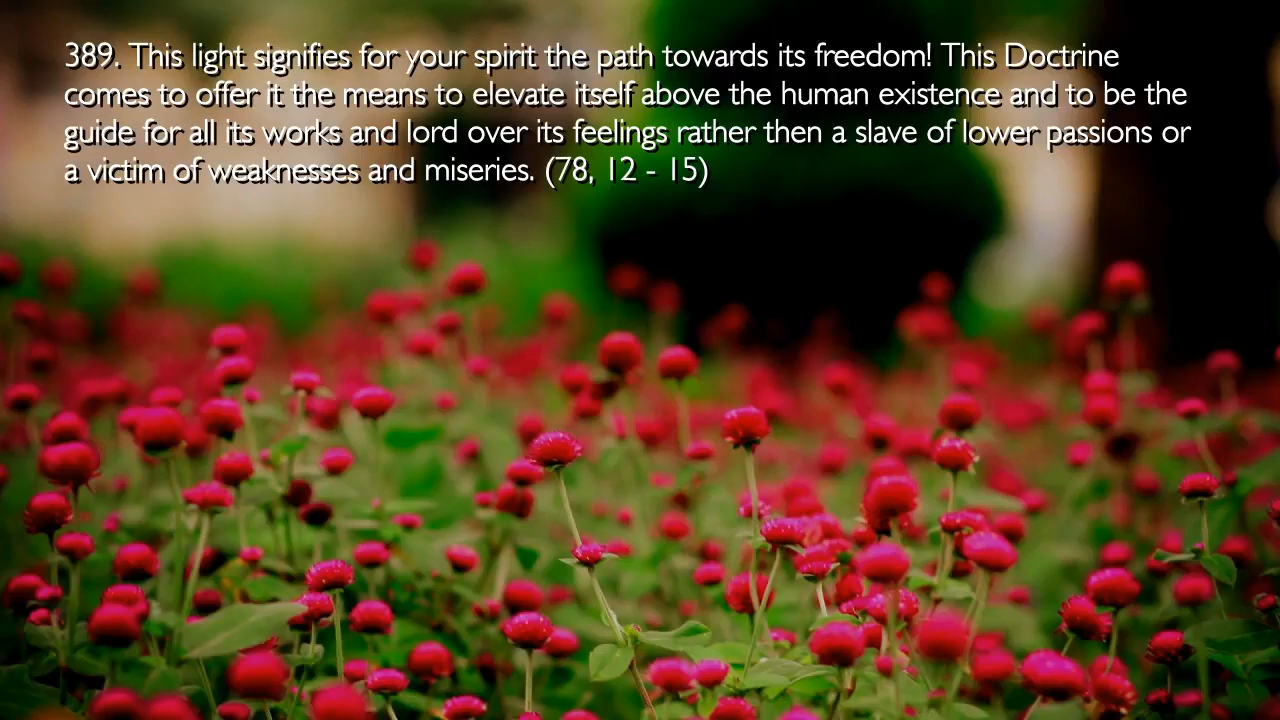 389. This light signifies for your spirit the path towards its freedom! This Doctrine
comes to offer it the means to elevate itself above the human existence and to be the
guide for all its works and lord over its feelings rather then a slave of lower passions or
a victim of weaknesses and miseries. (78, 12 - 15)